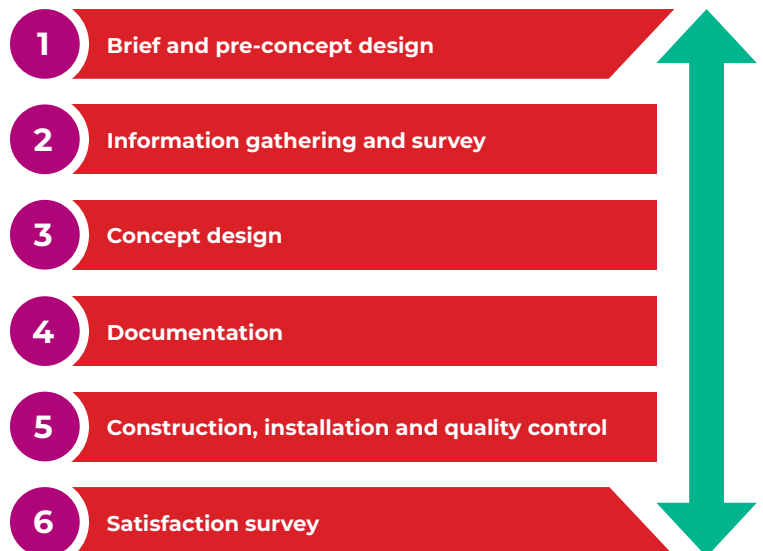 1 Brief and pre-concept design
2 Information gathering and survey
3 Concept design
4 Documentation
5 Construction, installation and quality control
6 Satisfaction survey